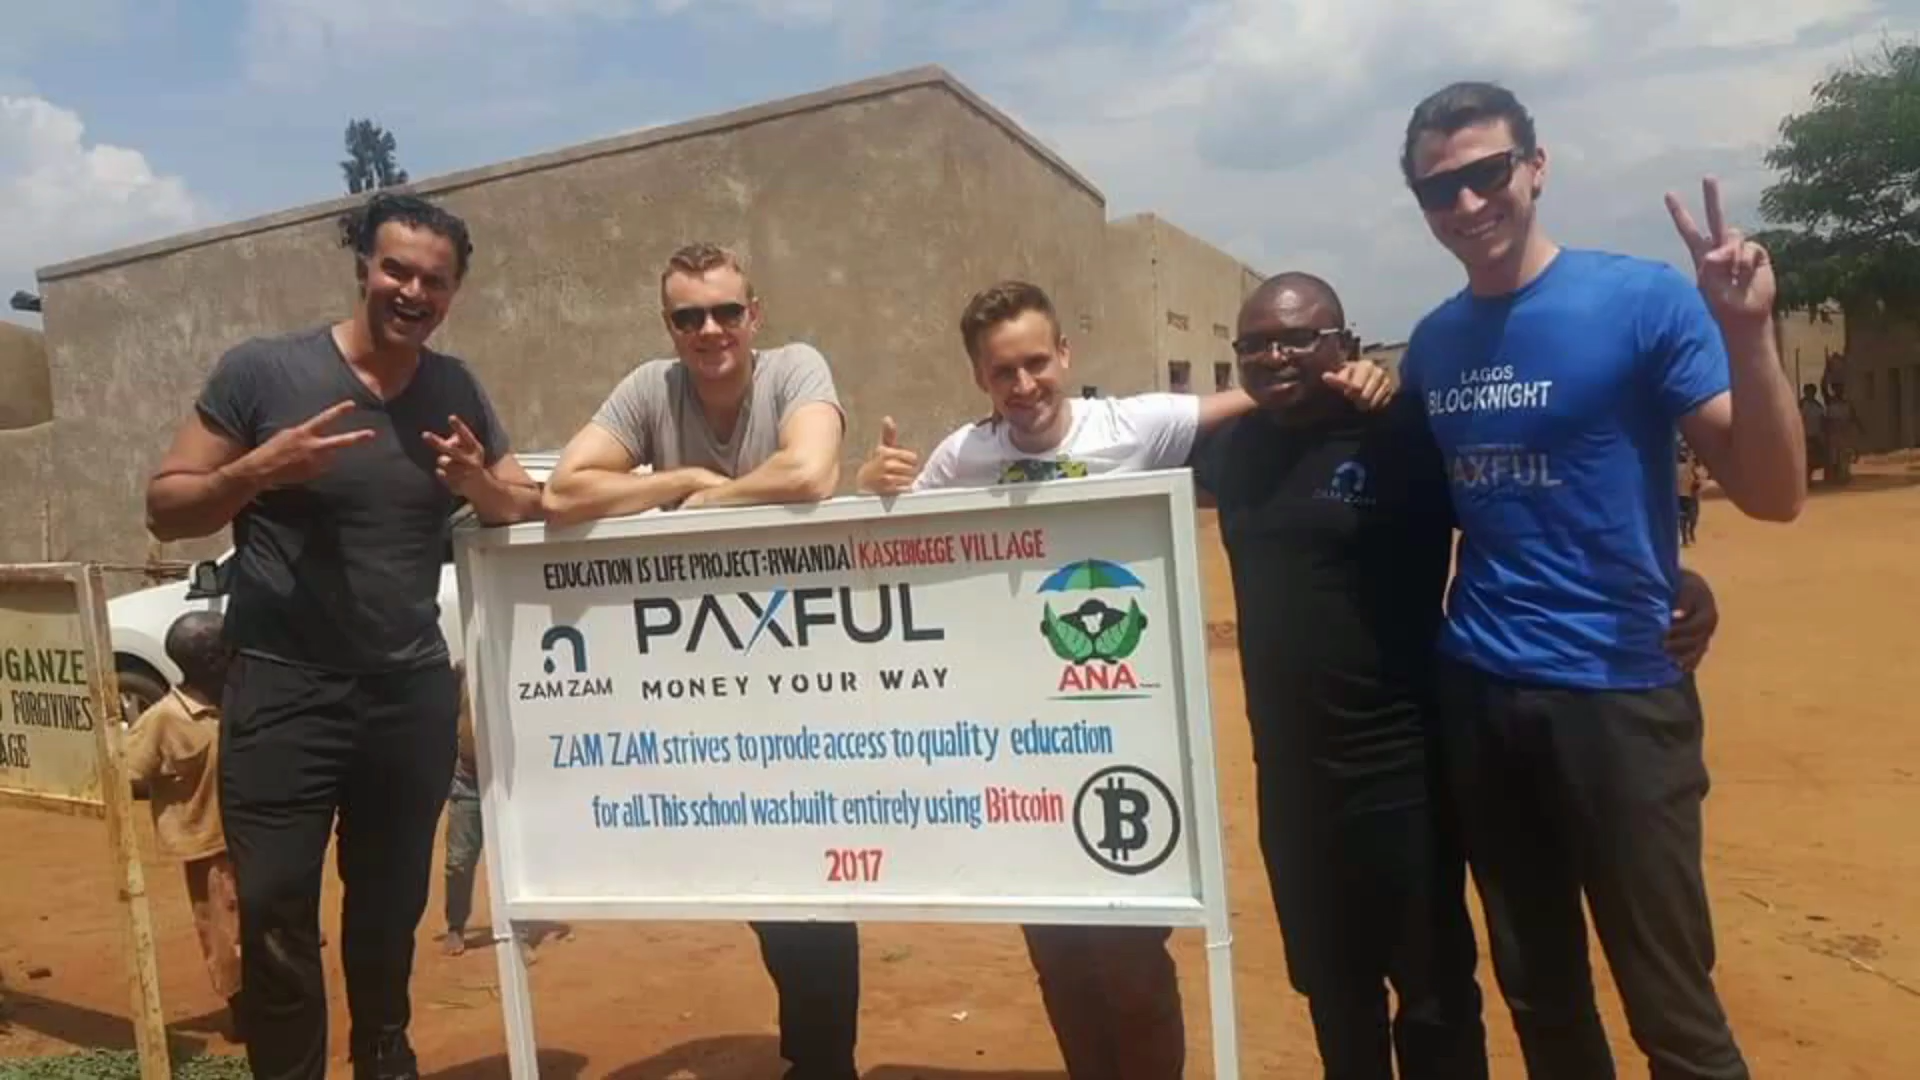 EDUCATION IS LIFE PROJECT:RWANDA|KASEBIGEGE VILLAGE
PAXFUL
ZAM ZAM
MONEY YOUR WAY
ANA
ZAM ZAM strives to prode access to quality education
for all.This school was built entirely using Bitcoin
2017
LAGOS
BLOCKNIGHT
PAXFUL
ZAM ZAM
UGANZE
FORGIVINES
AGE